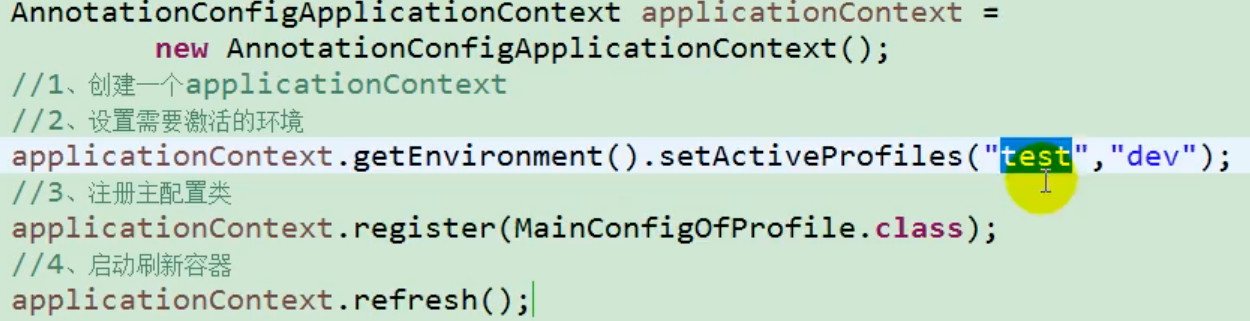 AnnotationConfigApplicationContext applicationContext =
new AnnotationConfigApplicationContext();
//1、创建一个applicationContext
//2、设置需要激活的环境
applicationContext.getEnvironment().setActiveProfiles("test","dev");
//3、注册主配置类
applicationContext.register(MainConfigOfProfile.class);
//4、启动刷新容器
applicationContext.refresh();